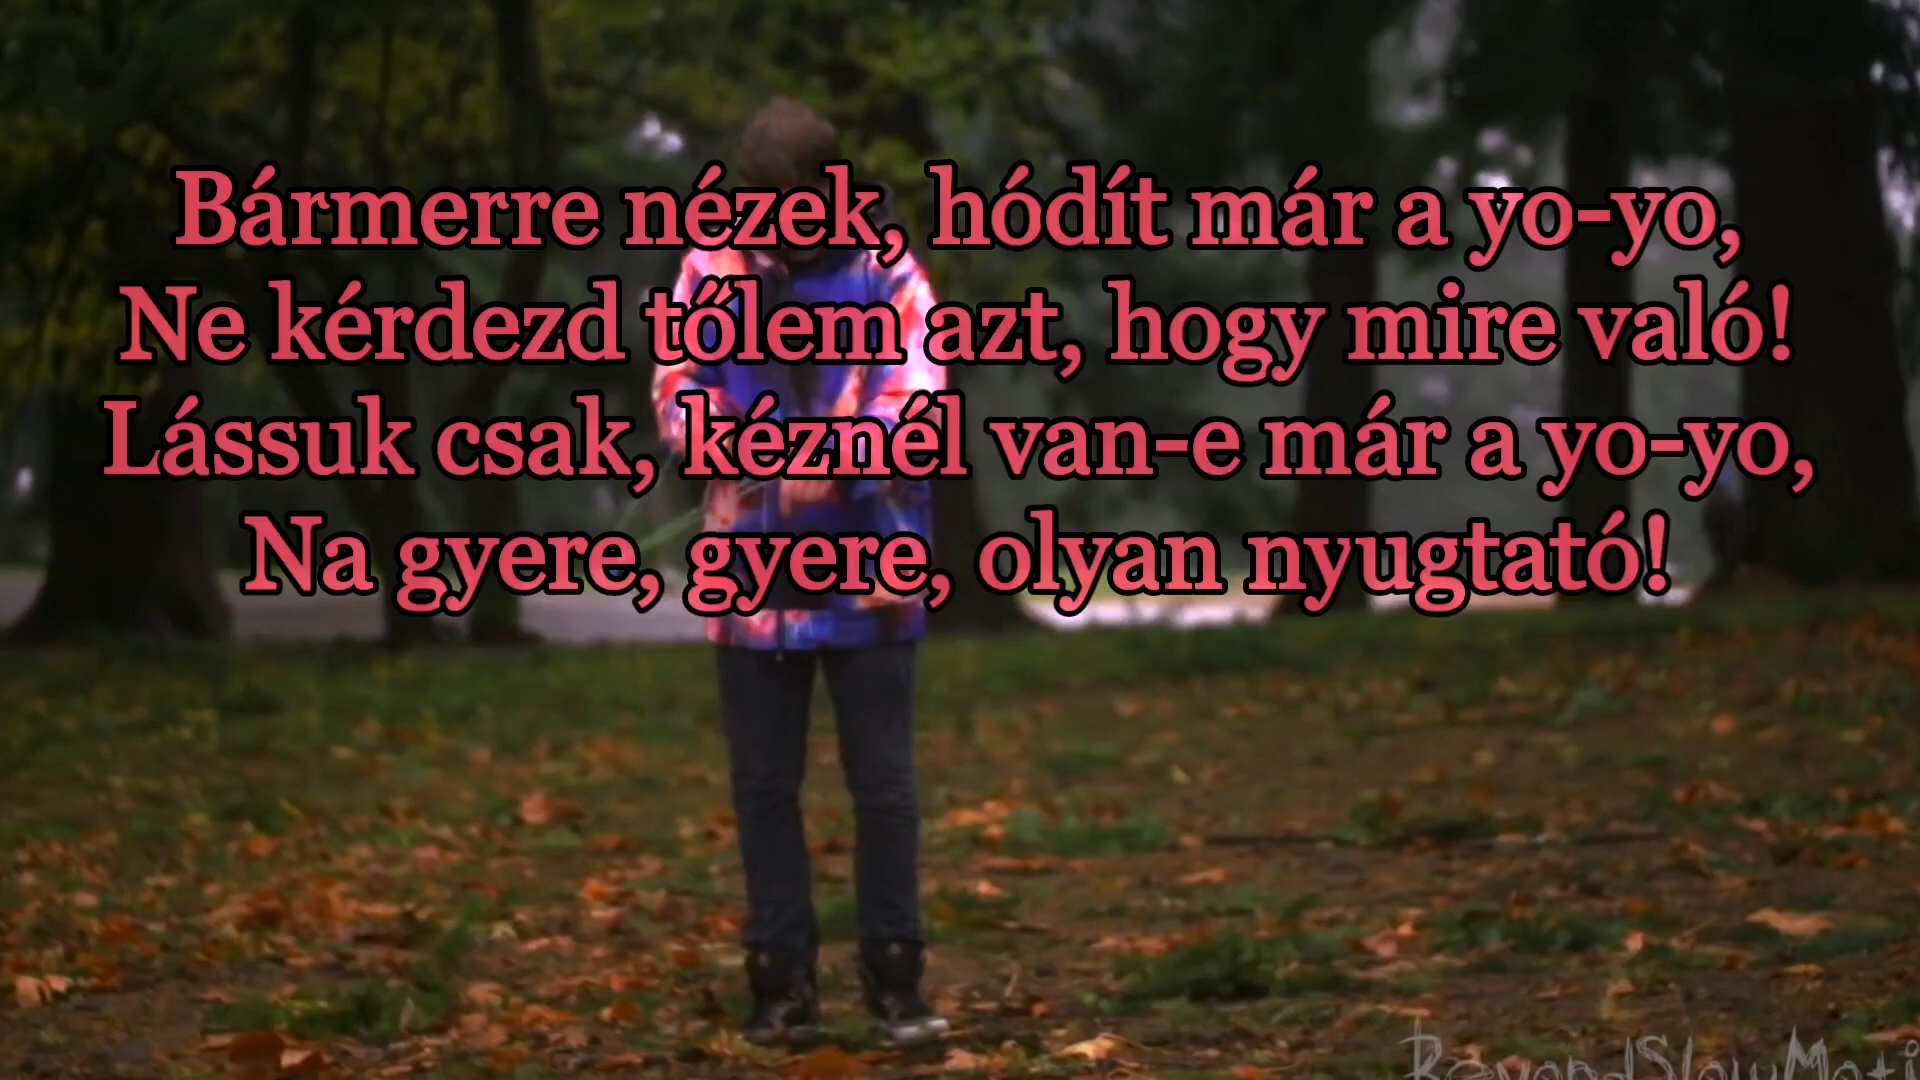 Bármerre nézek, hódít már a yo-yo,
Ne kérdezd tőlem azt, hogy mire való!
Lássuk csak, kéznél van-e már a yo-yo,
Na gyere, gyere, olyan nyugtató!
BeyondSlowMoti